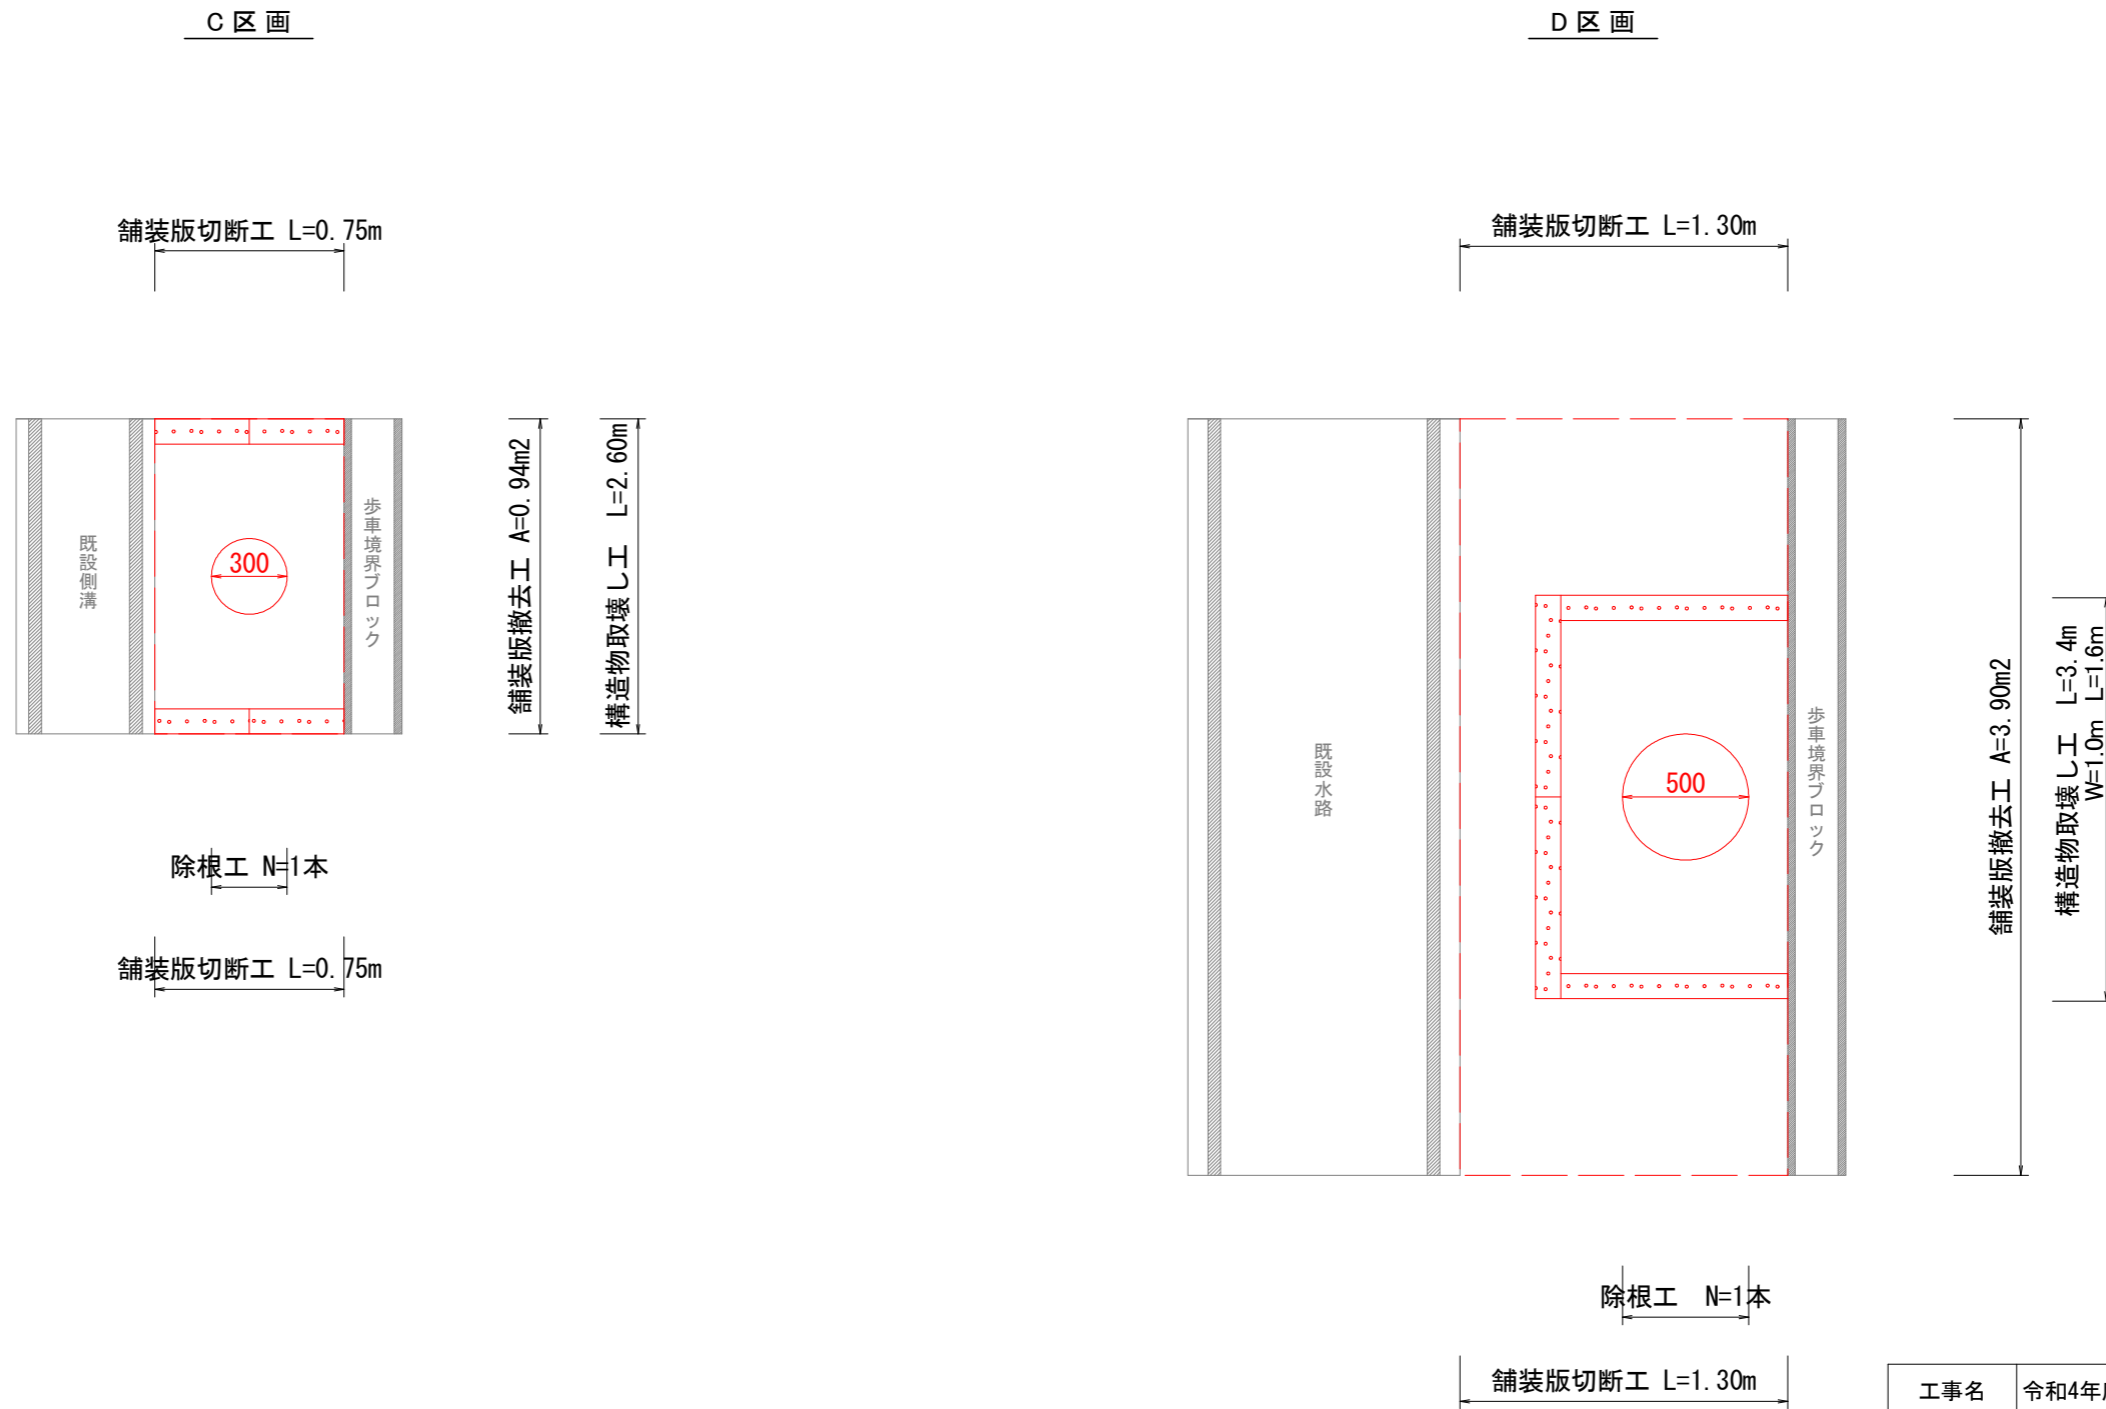 C区画
D区画
舗装版切断工 L=0.75m
舗装版切断工 L=1.30m
既設側溝
300
歩車境界ブロック
舗装版撤去工 A=0.94m2
構造物取壊し工 L=2.60m
既設水路
500
歩車境界ブロック
舗装版撤去工 A=3.90m2
構造物取壊し工 L=3.4m
W=1.0m L=1.6m
除根工 N=1本
舗装版切断工 L=0.75m
除根工 N=1本
舗装版切断工 L=1.30m
工事名 令和4年